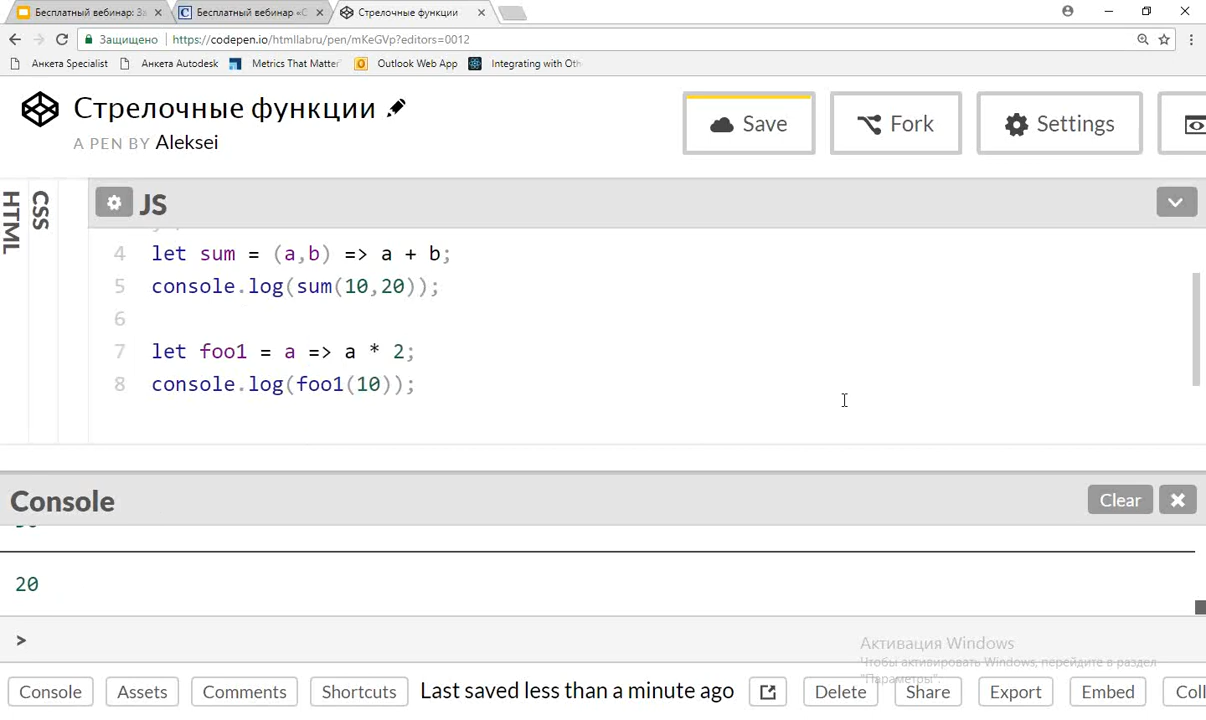 Бесплатный вебинар: За
Бесплатный вебинар «С
Стрелочные функции
Защищено https://codepen.io/htmllabru/pen/mKeGVp?editors=0012
Анкета Specialist
Анкета Autodesk
Metrics That Matter
Outlook Web App
Integrating with Oth
Стрелочные функции
A PEN BY Aleksei
Save
Fork
Settings
HTML
CSS
JS
4 let sum = (a,b) => a + b;
5 console.log(sum(10,20));
6
7 let foo1 = a => a * 2;
8 console.log(foo1(10));
Console
Clear
20
>
Активация Windows
Чтобы активировать Windows, перейдите в раздел
"Параметры".
Console
Assets
Comments
Shortcuts
Last saved less than a minute ago
Delete
Share
Export
Embed
Coll